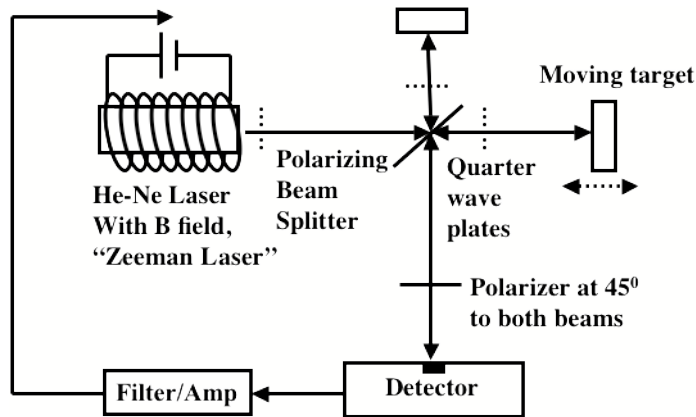 Moving target
Polarizing
Beam
Splitter
Quarter
wave
plates
He-Ne Laser
With B field,
“Zeeman Laser”
Polarizer at 45⁰
to both beams
Filter/Amp
Detector